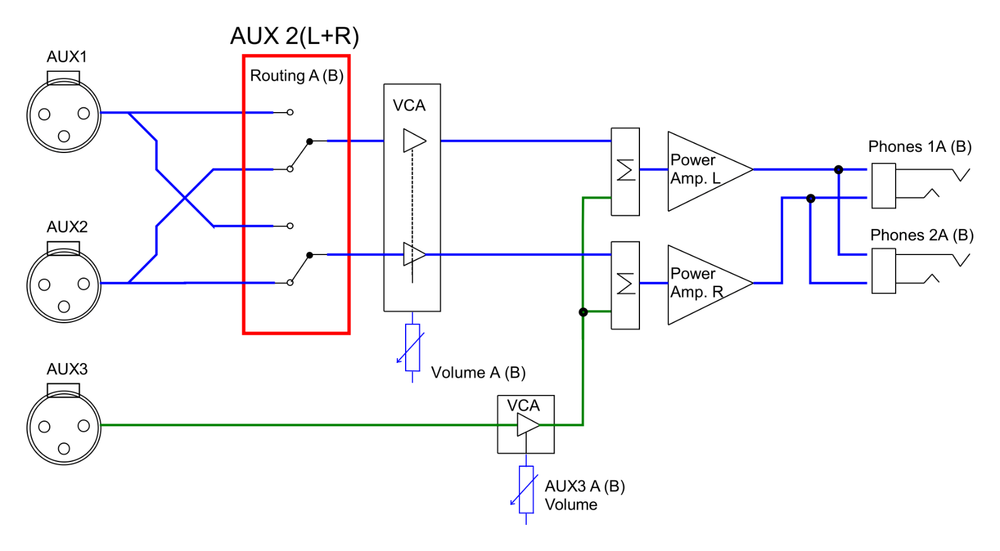 AUX 2(L+R)
AUX1
Routing A (B)
VCA
Phones 1A (B)
Power
Amp. L
Σ
AUX2
Phones 2A (B)
Power
Amp. R
Σ
AUX3
Volume A (B)
VCA
AUX3 A (B)
Volume